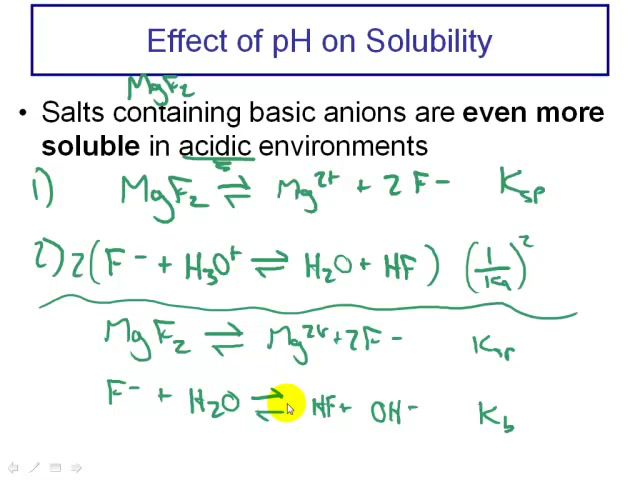 Effect of pH on Solubility
MgF₂
• Salts containing basic anions are even more
soluble in acidic environments
1) MgF₂ ⇌ Mg²⁺ + 2F⁻ Ksp
2) 2(F⁻ + H₃O⁺ ⇌ H₂O + HF) (1/Ka)²
MgF₂ ⇌ Mg²⁺ + 2F⁻ Ksp
F⁻ + H₂O ⇌ HF + OH⁻ Kb